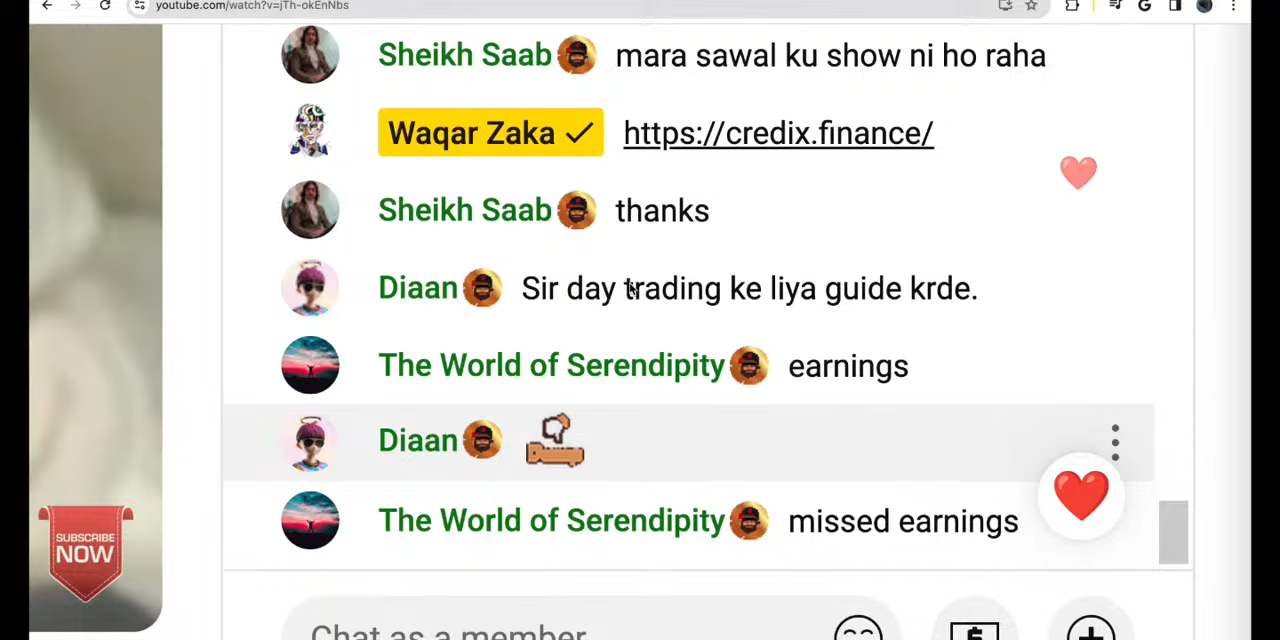 youtube.com/watch?v=jTh-okEnNbs
Sheikh Saab mara sawal ku show ni ho raha
Waqar Zaka https://credix.finance/
Sheikh Saab thanks
Diaan Sir day trading ke liya guide krde.
The World of Serendipity earnings
Diaan Dump
The World of Serendipity missed earnings
SUBSCRIBE
NOW
Chat as a member